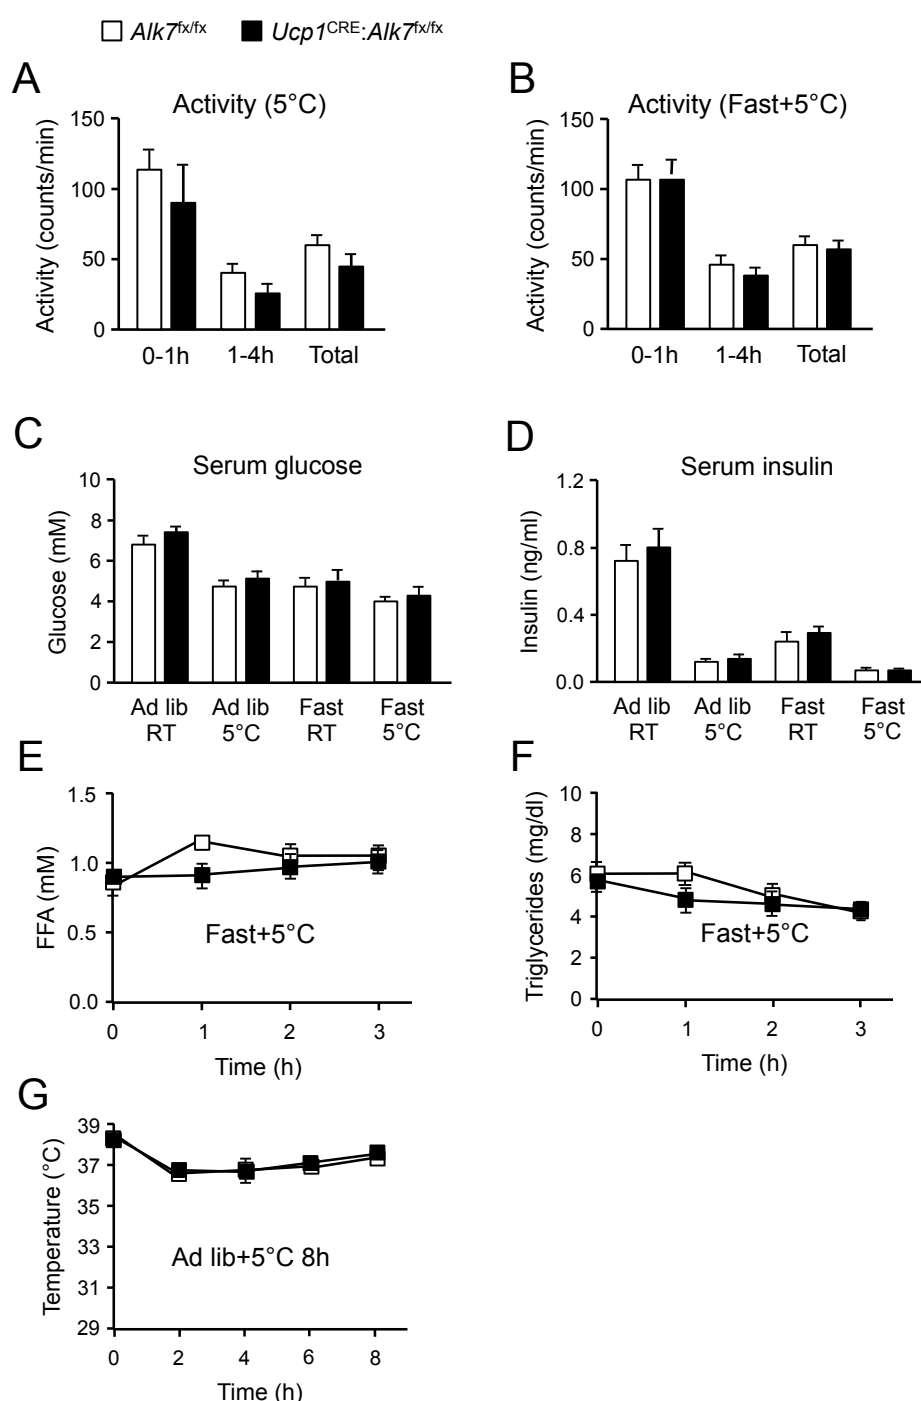 Alk7fx/fx Ucp1CRE:Alk7fx/fx
A
Activity (5°C)
Activity (counts/min)
150
100
50
0
0-1h 1-4h Total
B
Activity (Fast+5°C)
Activity (counts/min)
150
100
50
0
0-1h 1-4h Total
C
Serum glucose
Glucose (mM)
10
8
6
4
2
0
Ad lib Ad lib Fast Fast
RT 5°C RT 5°C
D
Serum insulin
Insulin (ng/ml)
1.2
0.8
0.4
0.0
Ad lib Ad lib Fast Fast
RT 5°C RT 5°C
E
FFA (mM)
1.5
1.0
0.5
0.0
Fast+5°C
0 1 2 3
Time (h)
F
Triglycerides (mg/dl)
10
8
6
4
2
0
Fast+5°C
0 1 2 3
Time (h)
G
Temperature (°C)
39
37
35
33
31
29
Ad lib+5°C 8h
0 2 4 6 8
Time (h)